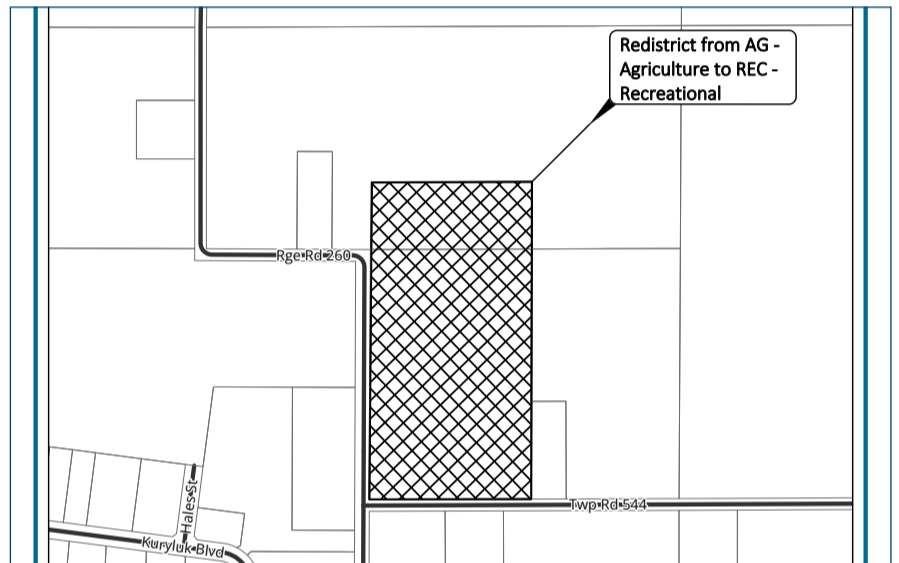 Redistrict from AG -
Agriculture to REC -
Recreational
Rge Rd 260
Twp Rd 544
Hales St
Kuryluk Blvd